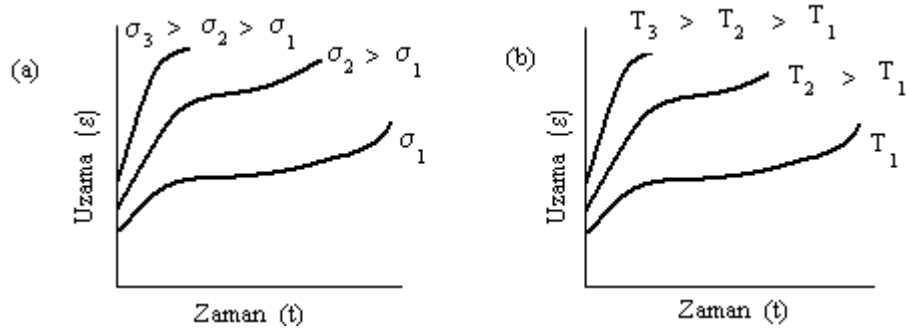 (a)
σ3 > σ2 > σ1
σ2 > σ1
σ1
Uzama (ε)
Zaman (t)
(b)
T3 > T2 > T1
T2 > T1
T1
Uzama (ε)
Zaman (t)